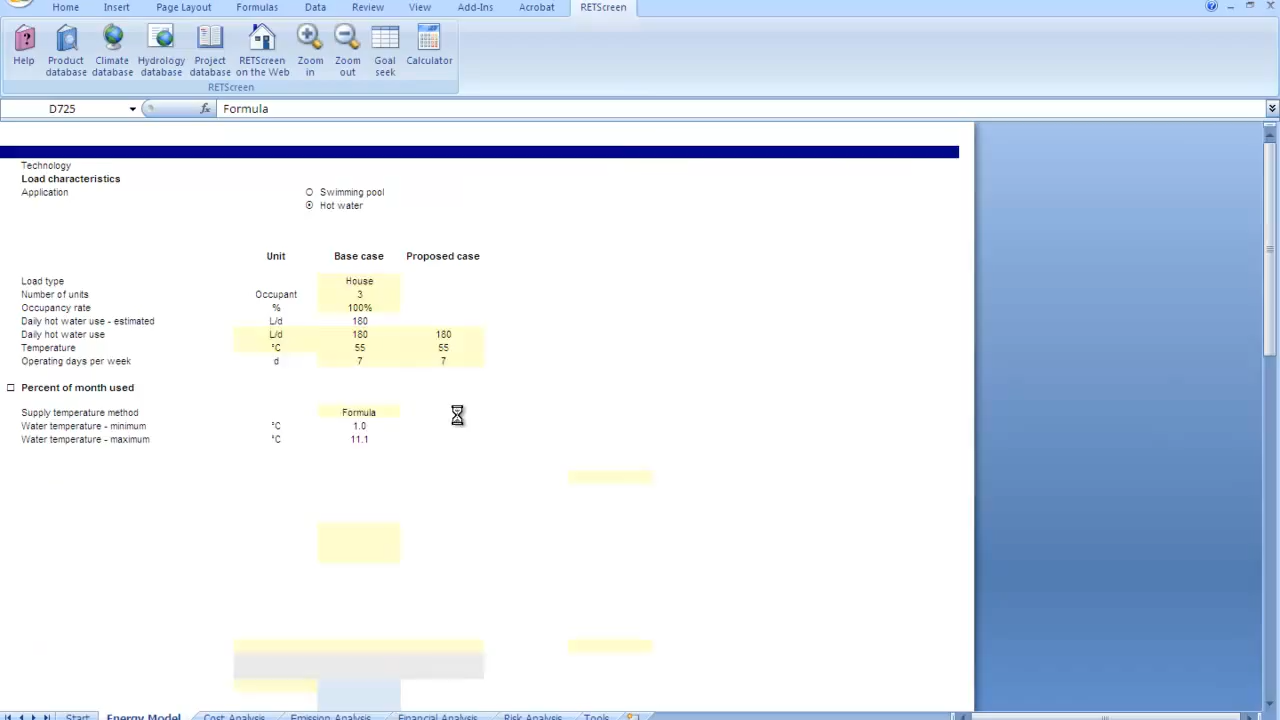 Home Insert Page Layout Formulas Data Review View Add-Ins Acrobat RETScreen
Help Product database Climate database Hydrology database Project database RETScreen on the Web Zoom in Zoom out Goal seek Calculator
RETScreen
D725 fx Formula
Technology
Load characteristics
Application Swimming pool
Hot water
Unit Base case Proposed case
Load type House
Number of units Occupant 3
Occupancy rate % 100%
Daily hot water use - estimated L/d 180
Daily hot water use L/d 180 180
Temperature °C 55 55
Operating days per week d 7 7
Percent of month used
Supply temperature method Formula
Water temperature - minimum °C 1.0
Water temperature - maximum °C 11.1
Start Energy Model Cost Analysis Emission Analysis Financial Analysis Risk Analysis Tools